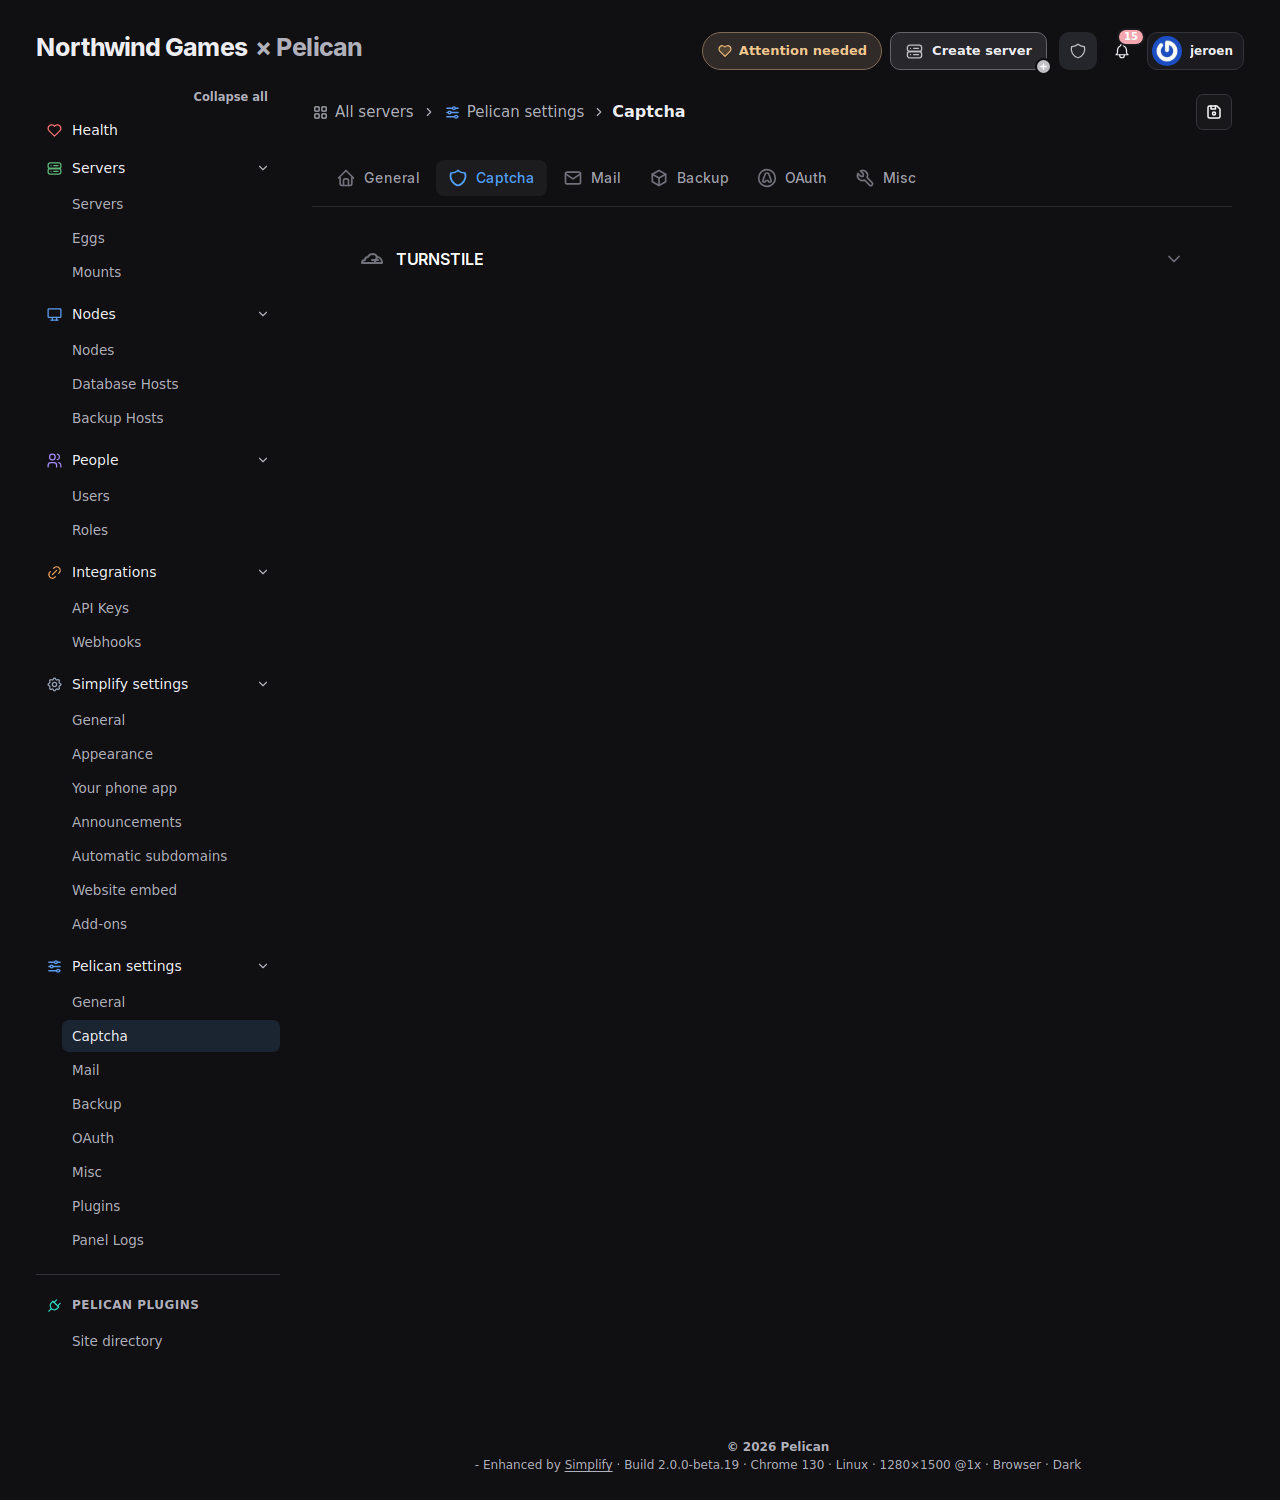 Northwind Games × Pelican
Attention needed
Create server
15
jeroen
Collapse all
Health
Servers
Servers
Eggs
Mounts
Nodes
Nodes
Database Hosts
Backup Hosts
People
Users
Roles
Integrations
API Keys
Webhooks
Simplify settings
General
Appearance
Your phone app
Announcements
Automatic subdomains
Website embed
Add-ons
Pelican settings
General
Captcha
Mail
Backup
OAuth
Misc
Plugins
Panel Logs
PELICAN PLUGINS
Site directory
All servers > Pelican settings > Captcha
General Captcha Mail Backup OAuth Misc
TURNSTILE
© 2026 Pelican
- Enhanced by Simplify · Build 2.0.0-beta.19 · Chrome 130 · Linux · 1280×1500 @1x · Browser · Dark